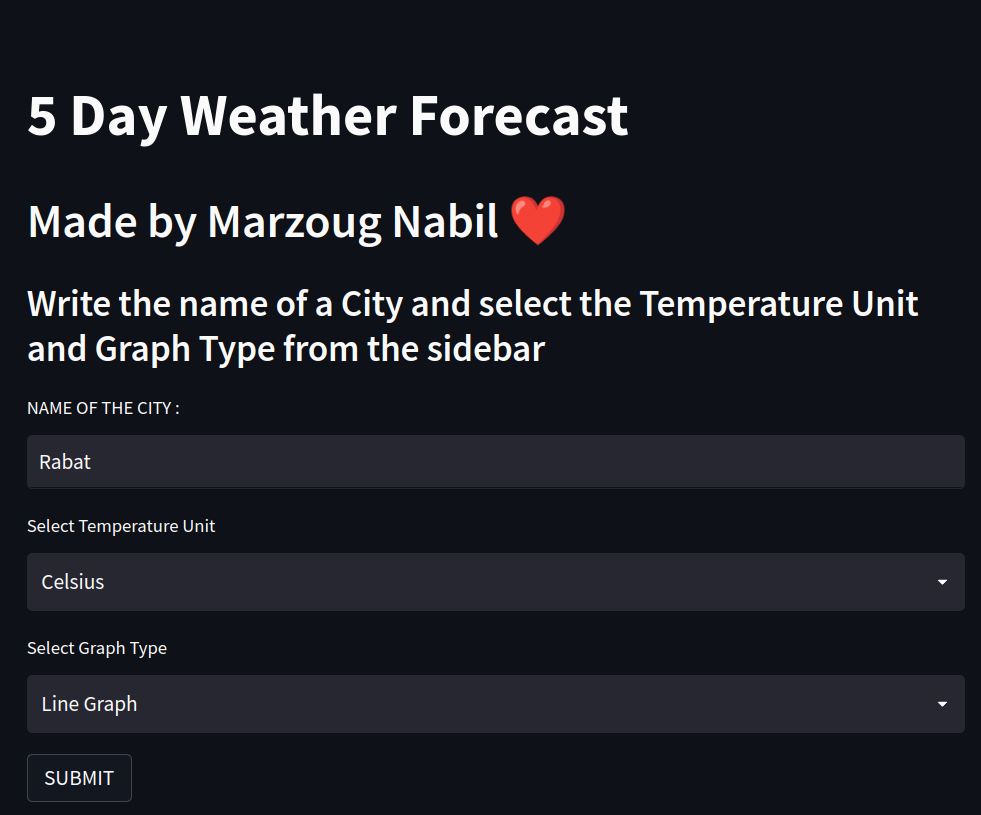 5 Day Weather Forecast
Made by Marzoug Nabil ❤️
Write the name of a City and select the Temperature Unit
and Graph Type from the sidebar
NAME OF THE CITY :
Rabat
Select Temperature Unit
Celsius
Select Graph Type
Line Graph
SUBMIT